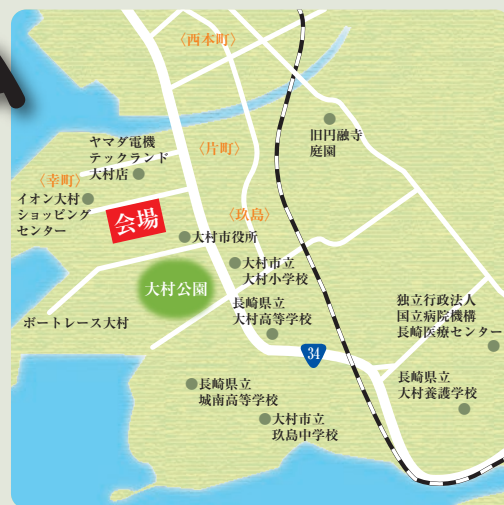 〈西本町〉
旧円融寺
庭園
ヤマダ電機
テックランド
大村店
〈片町〉
〈幸町〉
イオン大村
ショッピング
センター
会場
〈玖島〉
大村市役所
大村市立
大村小学校
大村公園
長崎県立
大村高等学校
独立行政法人
国立病院機構
長崎医療センター
ボートレース大村
34
長崎県立
城南高等学校
長崎県立
大村養護学校
大村市立
玖島中学校